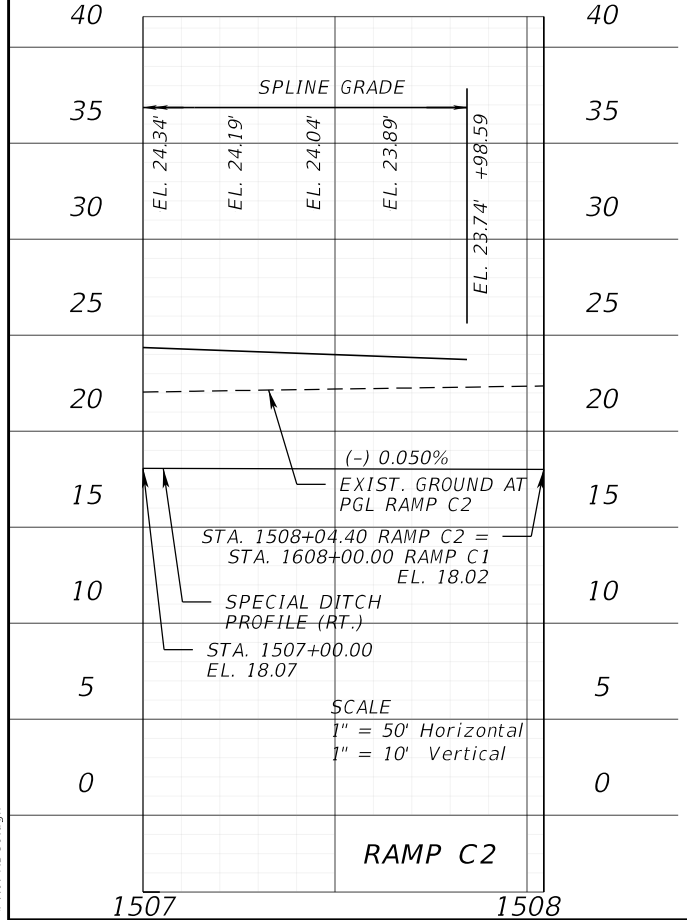 40 40
SPLINE GRADE
35 35
EL. 24.34'
EL. 24.19'
EL. 24.04'
EL. 23.89'
EL. 23.74' +98.59
30 30
25 25
20 20
(-) 0.050%
EXIST. GROUND AT
PGL RAMP C2
15 15
STA. 1508+04.40 RAMP C2 =
STA. 1608+00.00 RAMP C1
EL. 18.02
10 10
SPECIAL DITCH
PROFILE (RT.)
STA. 1507+00.00
EL. 18.07
5 5
SCALE
1" = 50' Horizontal
1" = 10' Vertical
0 0
RAMP C2
1507 1508